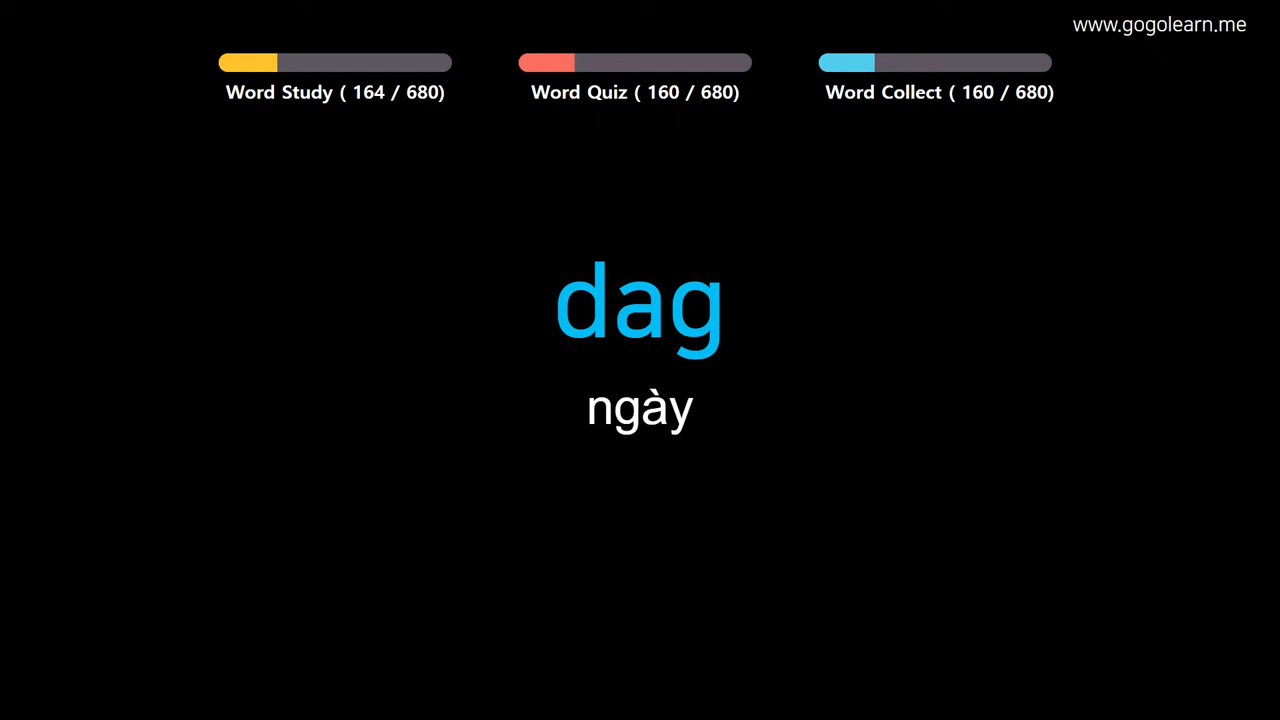 www.gogolearn.me
Word Study ( 164 / 680)
Word Quiz ( 160 / 680)
Word Collect ( 160 / 680)
dag
ngày